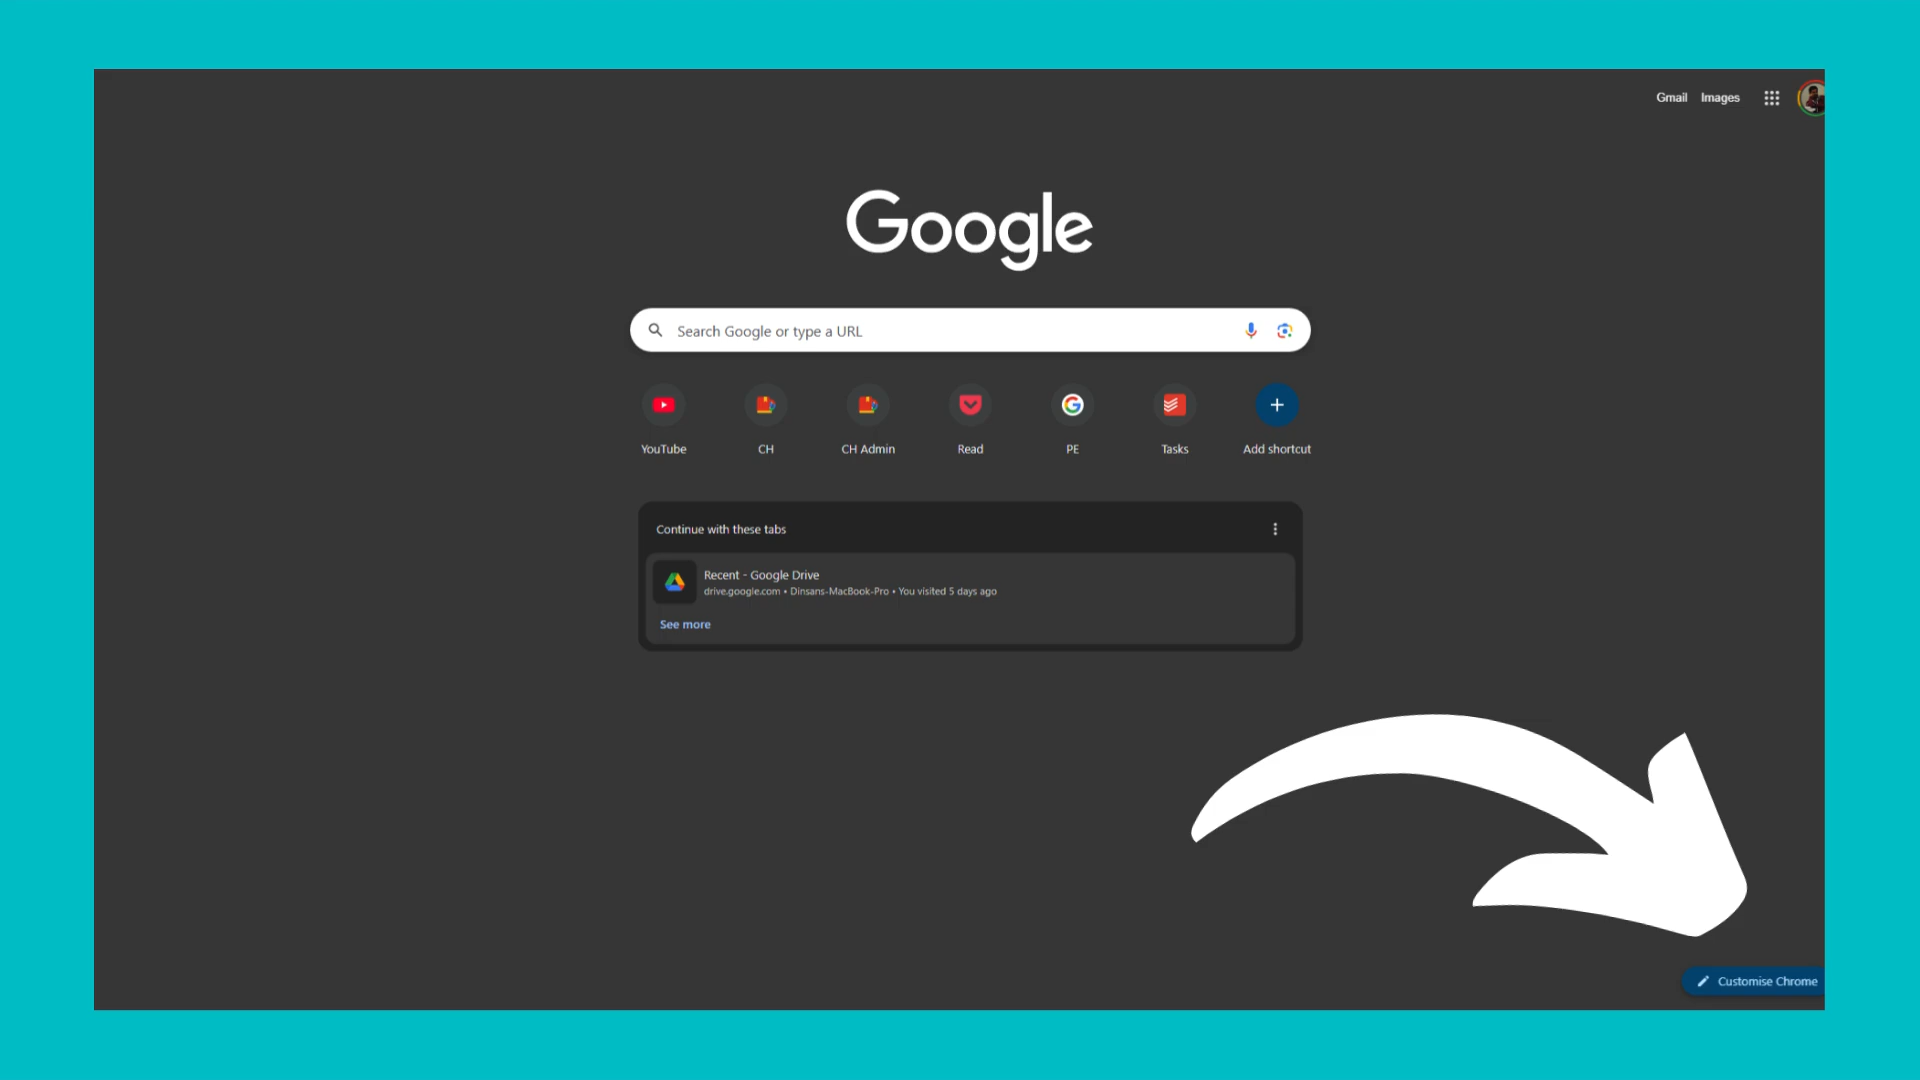 Gmail Images
Google
Search Google or type a URL
YouTube CH CH Admin Read PE Tasks Add shortcut
Continue with these tabs
Recent - Google Drive
drive.google.com • Dinsans-MacBook-Pro • You visited 5 days ago
See more
Customise Chrome